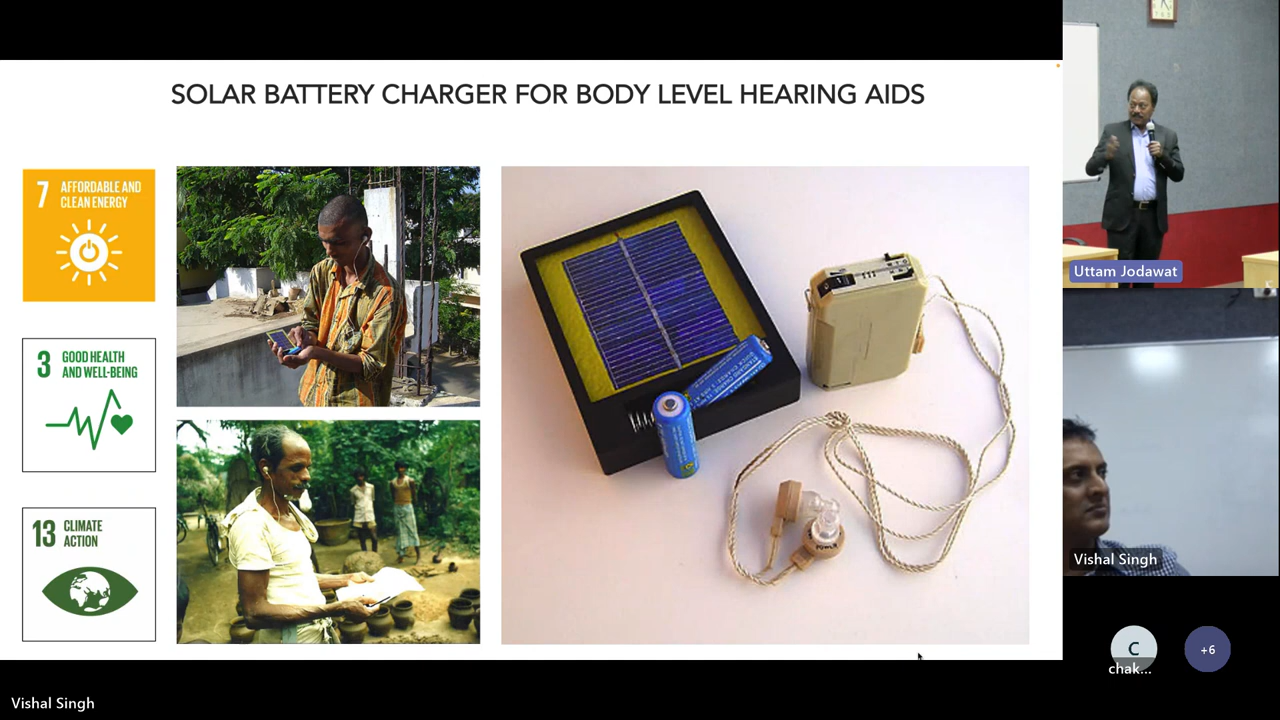 SOLAR BATTERY CHARGER FOR BODY LEVEL HEARING AIDS
7 AFFORDABLE AND
CLEAN ENERGY
3 GOOD HEALTH
AND WELL-BEING
13 CLIMATE
ACTION
POWER
Uttam Jodawat
Vishal Singh
C
chak...
+6
Vishal Singh